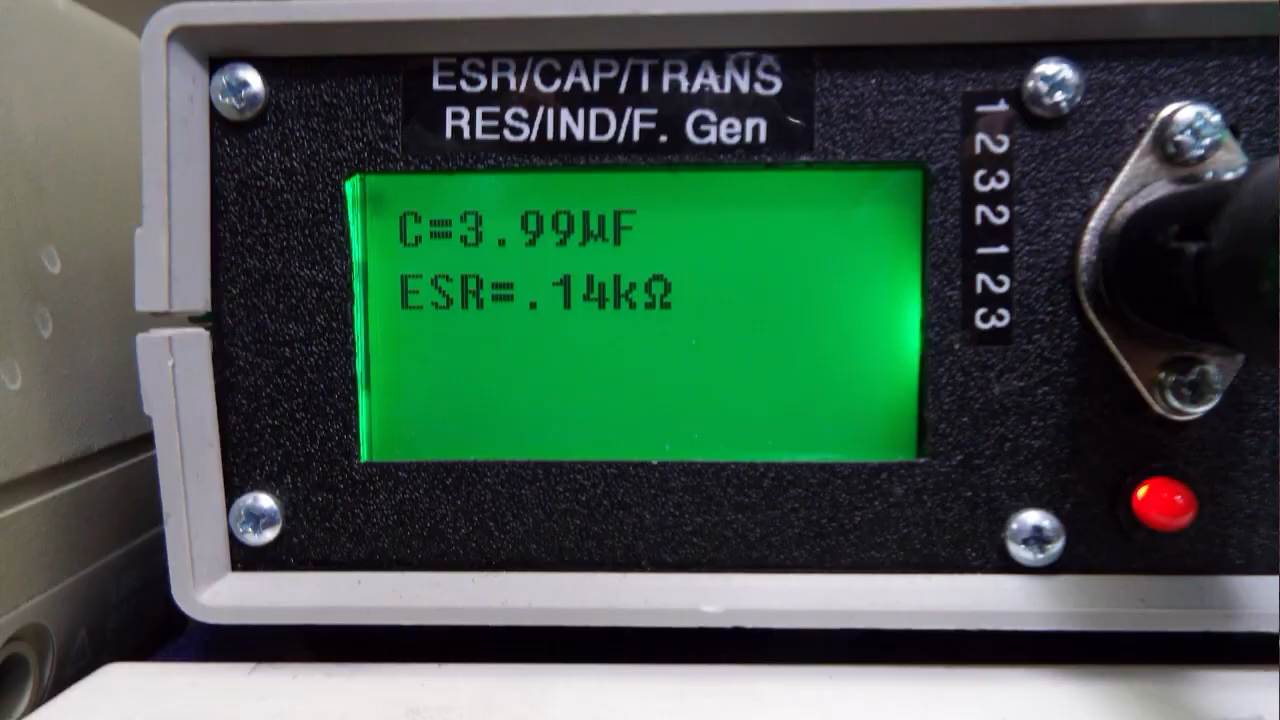 ESR/CAP/TRANS
RES/IND/F. Gen
C=3.99µF
ESR=.14kΩ
1232123